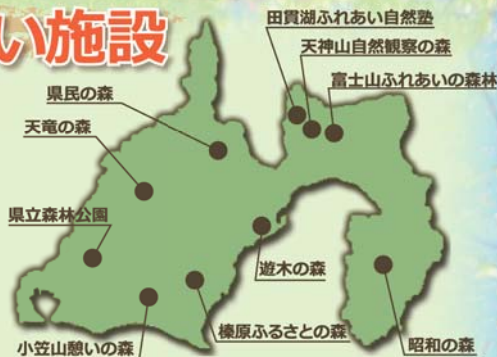 い施設
田貫湖ふれあい自然塾
天神山自然観察の森
富士山ふれあいの森林
県民の森
天竜の森
県立森林公園
遊木の森
榛原ふるさとの森
小笠山憩いの森
昭和の森